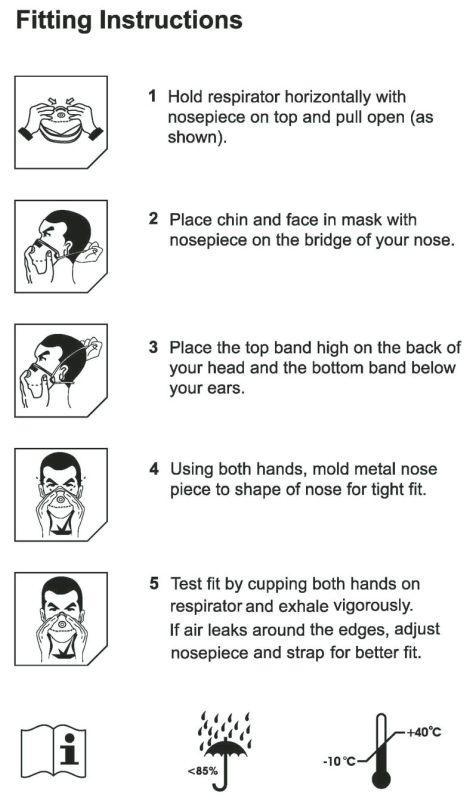 Fitting Instructions
1 Hold respirator horizontally with
nosepiece on top and pull open (as
shown).
2 Place chin and face in mask with
nosepiece on the bridge of your nose.
3 Place the top band high on the back of
your head and the bottom band below
your ears.
4 Using both hands, mold metal nose
piece to shape of nose for tight fit.
5 Test fit by cupping both hands on
respirator and exhale vigorously.
If air leaks around the edges, adjust
nosepiece and strap for better fit.
i
<85%
+40°C
-10°C